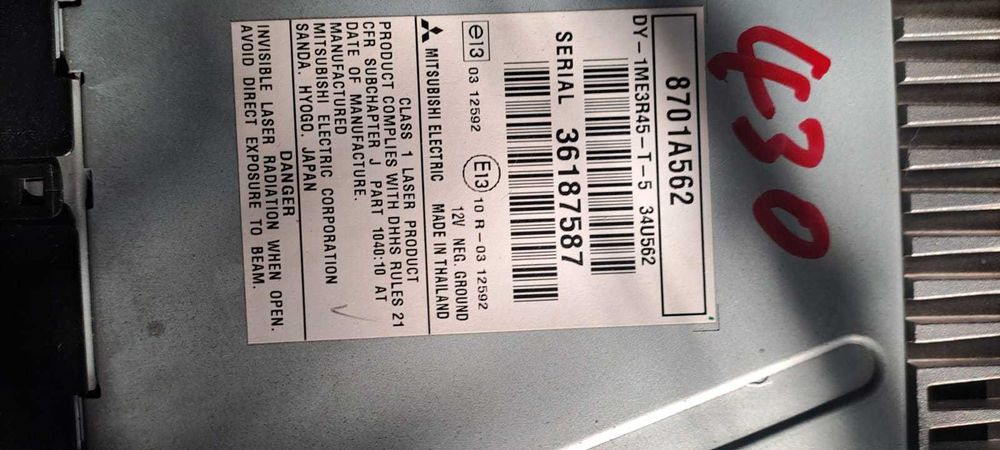 430
8701A562
DY-1ME3R45-T-5 34U562
SERIAL 36187587
e13 03 12592 E13 10 R-03 12592
12V NEG. GROUND
MITSUBISHI ELECTRIC MADE IN THAILAND
CLASS 1 LASER PRODUCT
PRODUCT COMPLIES WITH DHHS RULES 21
CFR SUBCHAPTER J PART 1040:10 AT
DATE OF MANUFACTURE.
MANUFACTURED
MITSUBISHI ELECTRIC CORPORATION
SANDA. HYOGO. JAPAN
DANGER
INVISIBLE LASER RADIATION WHEN OPEN.
AVOID DIRECT EXPOSURE TO BEAM.